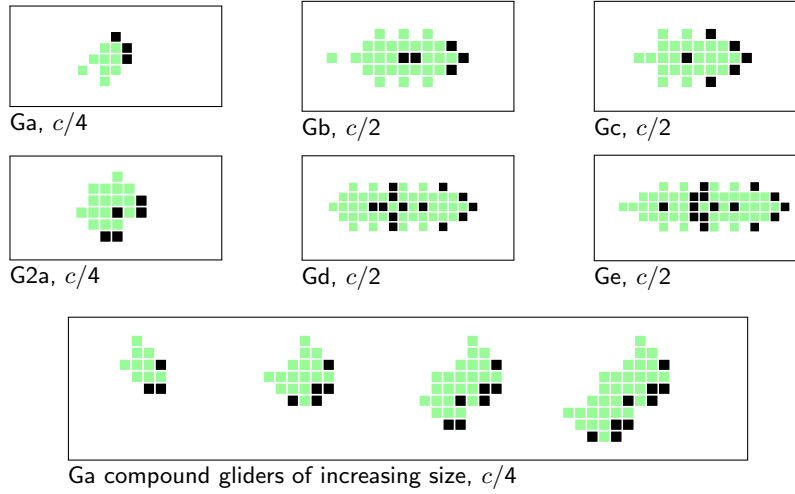 Ga, c/4
Gb, c/2
Gc, c/2
G2a, c/4
Gd, c/2
Ge, c/2
Ga compound gliders of increasing size, c/4